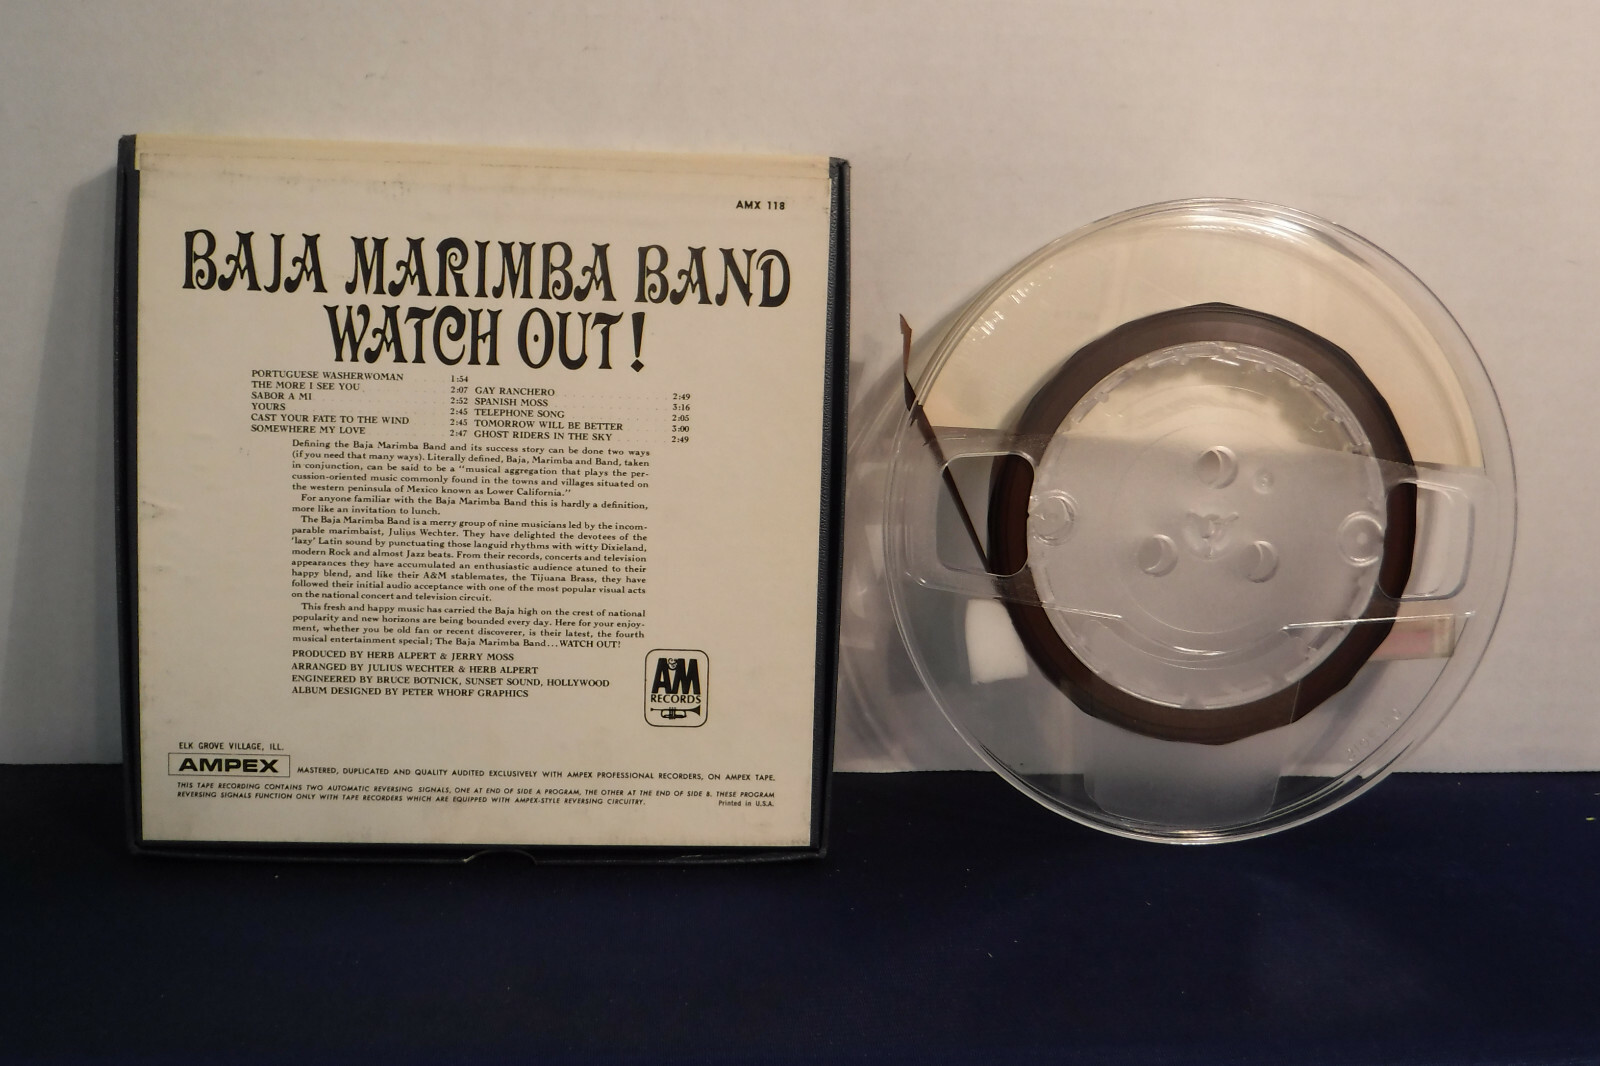 AMX 118
BAJA MARIMBA BAND
WATCH OUT!
PORTUGUESE WASHERWOMAN 1:54
THE MORE I SEE YOU 2:07
SABOR A MI 2:52
YOURS 2:45
CAST YOUR FATE TO THE WIND 2:45
SOMEWHERE MY LOVE 2:47
GAY RANCHERO 2:49
SPANISH MOSS 3:16
TELEPHONE SONG 2:05
TOMORROW WILL BE BETTER 3:00
GHOST RIDERS IN THE SKY 2:49
Defining the Baja Marimba Band and its success story can be done two ways
(if you need that many ways). Literally defined, Baja, Marimba and Band, taken
in conjunction, can be said to be a "musical aggregation that plays the per-
cussion-oriented music commonly found in the towns and villages situated on
the western peninsula of Mexico known as Lower California."
For anyone familiar with the Baja Marimba Band this is hardly a definition,
more like an invitation to lunch.
The Baja Marimba Band is a merry group of nine musicians led by the incom-
parable marimbaist, Julius Wechter. They have delighted the devotees of the
'lazy' Latin sound by punctuating those languid rhythms with witty Dixieland,
modern Rock and almost Jazz beats. From their records, concerts and television
appearances they have accumulated an enthusiastic audience atuned to their
happy blend, and like their A&M stablemates, the Tijuana Brass, they have
followed their initial audio acceptance with one of the most popular visual acts
on the national concert and television circuit.
This fresh and happy music has carried the Baja high on the crest of national
popularity and new horizons are being bounded every day. Here for your enjoy-
ment, whether you be old fan or recent discoverer, is their latest, the fourth
musical entertainment special; The Baja Marimba Band...WATCH OUT!
PRODUCED BY HERB ALPERT & JERRY MOSS
ARRANGED BY JULIUS WECHTER & HERB ALPERT
ENGINEERED BY BRUCE BOTNICK, SUNSET SOUND, HOLLYWOOD
ALBUM DESIGNED BY PETER WHORF GRAPHICS
A&M
RECORDS
ELK GROVE VILLAGE, ILL.
AMPEX MASTERED, DUPLICATED AND QUALITY AUDITED EXCLUSIVELY WITH AMPEX PROFESSIONAL RECORDERS, ON AMPEX TAPE.
THIS TAPE RECORDING CONTAINS TWO AUTOMATIC REVERSING SIGNALS, ONE AT END OF SIDE A PROGRAM, THE OTHER AT THE END OF SIDE B. THESE PROGRAM
REVERSING SIGNALS FUNCTION ONLY WITH TAPE RECORDERS WHICH ARE EQUIPPED WITH AMPEX-STYLE REVERSING CIRCUITRY. Printed in U.S.A.